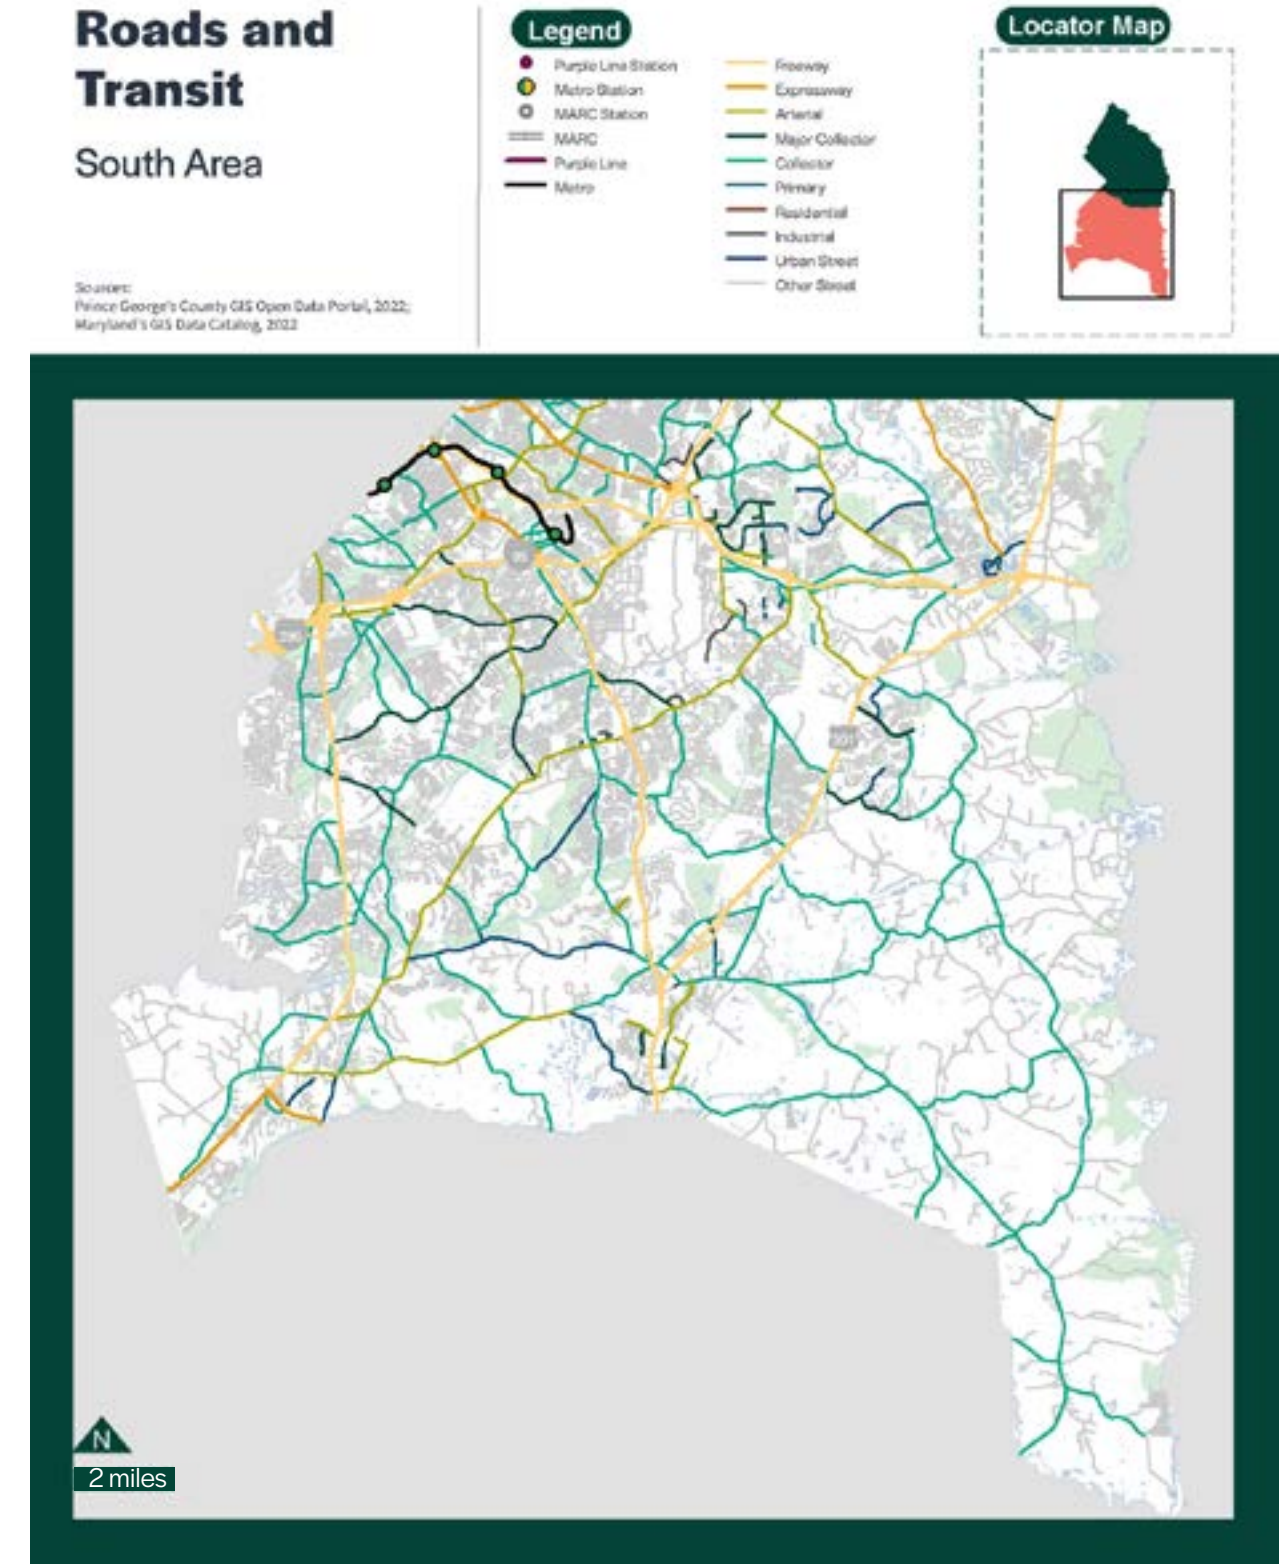 Roads and
Transit
South Area
Sources:
Prince George's County GIS Open Data Portal, 2022;
Maryland's GIS Data Catalog, 2022
Legend
Purple Line Station
Metro Station
MARC Station
MARC
Purple Line
Metro
Freeway
Expressway
Arterial
Major Collector
Collector
Primary
Residential
Industrial
Urban Street
Other Street
Locator Map
301
N
2 miles